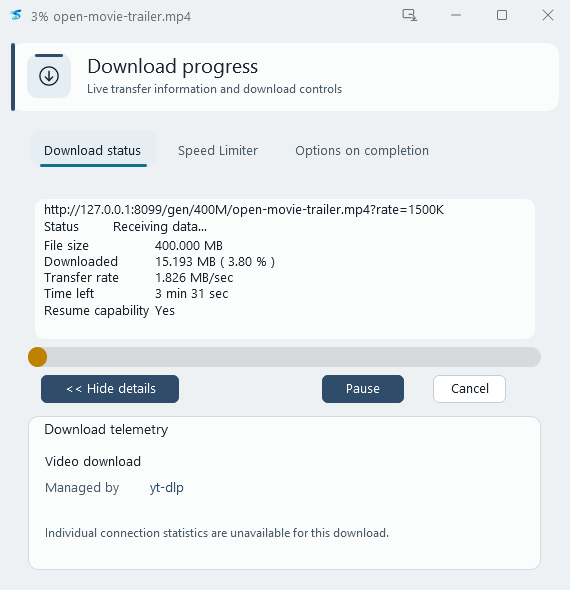 3% open-movie-trailer.mp4
Download progress
Live transfer information and download controls
Download status
Speed Limiter
Options on completion
http://127.0.0.1:8099/gen/400M/open-movie-trailer.mp4?rate=1500K
Status Receiving data...
File size 400.000 MB
Downloaded 15.193 MB ( 3.80 % )
Transfer rate 1.826 MB/sec
Time left 3 min 31 sec
Resume capability Yes
<< Hide details
Pause
Cancel
Download telemetry
Video download
Managed by yt-dlp
Individual connection statistics are unavailable for this download.